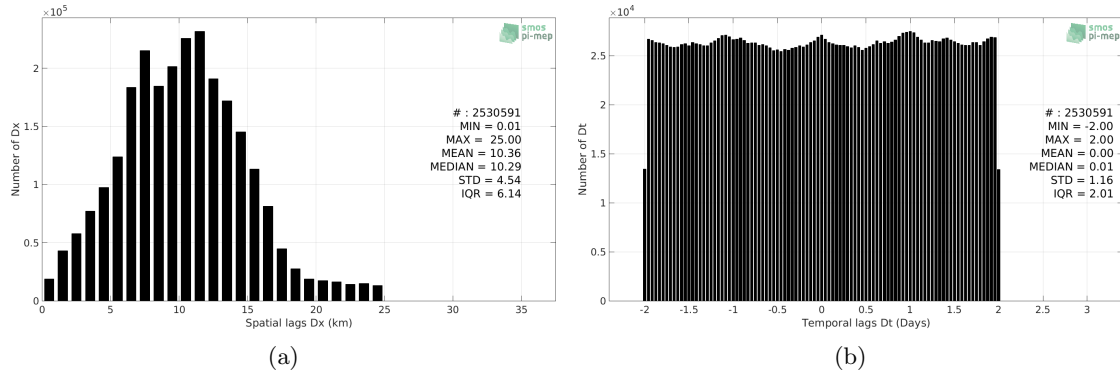 ×10^5
2
1.5
1
0.5
0
Number of Dx
0 5 10 15 20 25 30 35
Spatial lags Dx (km)
smos
pi-mep
# : 2530591
MIN = 0.01
MAX = 25.00
MEAN = 10.36
MEDIAN = 10.29
STD = 4.54
IQR = 6.14
(a)
×10^4
2.5
2
1.5
1
0.5
0
Number of Dt
-2 -1.5 -1 -0.5 0 0.5 1 1.5 2 2.5 3
Temporal lags Dt (Days)
smos
pi-mep
# : 2530591
MIN = -2.00
MAX = 2.00
MEAN = 0.00
MEDIAN = 0.01
STD = 1.16
IQR = 2.01
(b)